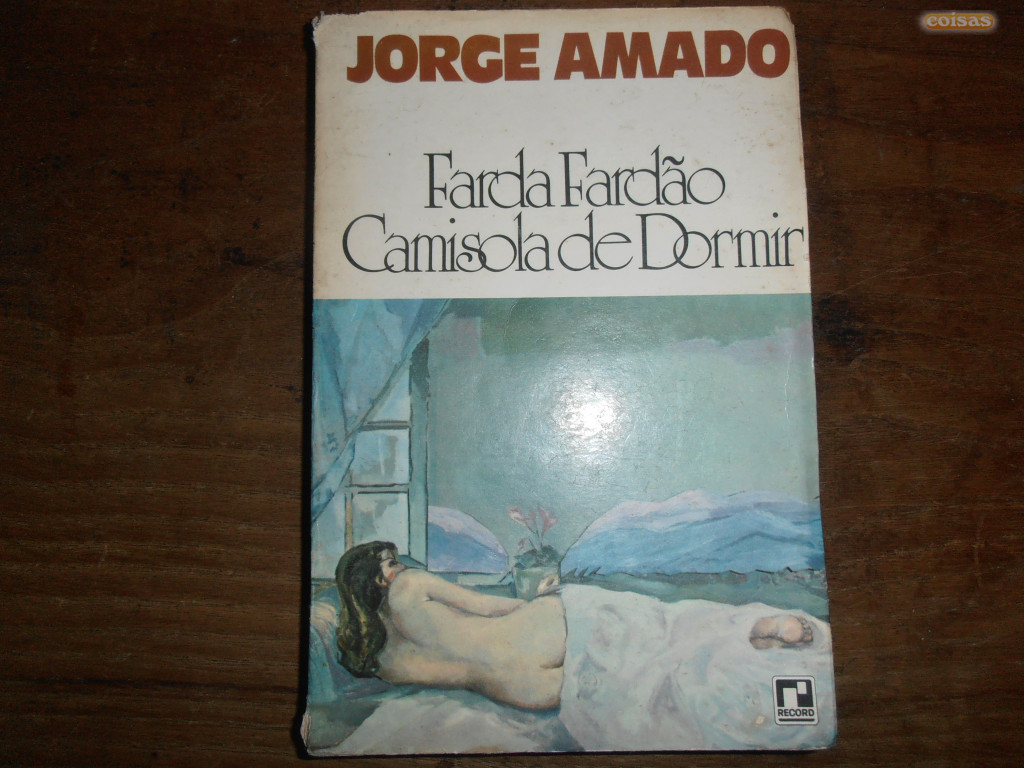 coisas
JORGE AMADO
Farda Fardão
Camisola de Dormir
RECORD